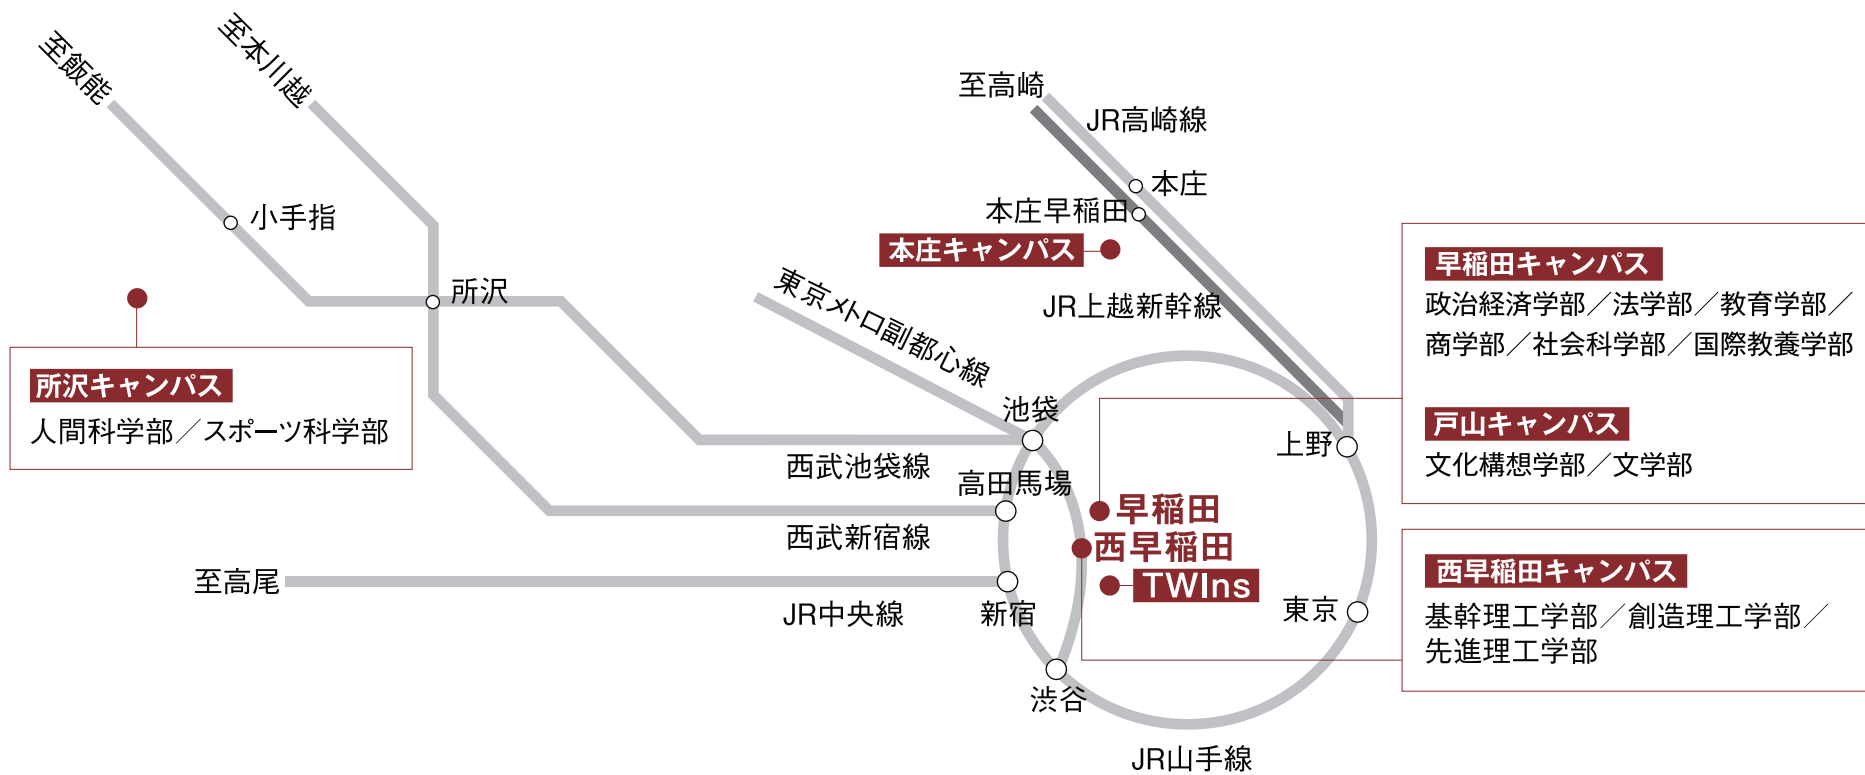 至飯能
至本川越
至高崎
JR高崎線
本庄
小手指
本庄早稲田
本庄キャンパス
所沢
東京メトロ副都心線
JR上越新幹線
早稲田キャンパス
政治経済学部／法学部／教育学部／
商学部／社会科学部／国際教養学部
所沢キャンパス
人間科学部／スポーツ科学部
池袋
戸山キャンパス
文化構想学部／文学部
上野
西武池袋線
高田馬場
早稲田
西武新宿線
西早稲田
TWIns
西早稲田キャンパス
基幹理工学部／創造理工学部／
先進理工学部
至高尾
JR中央線
新宿
東京
渋谷
JR山手線